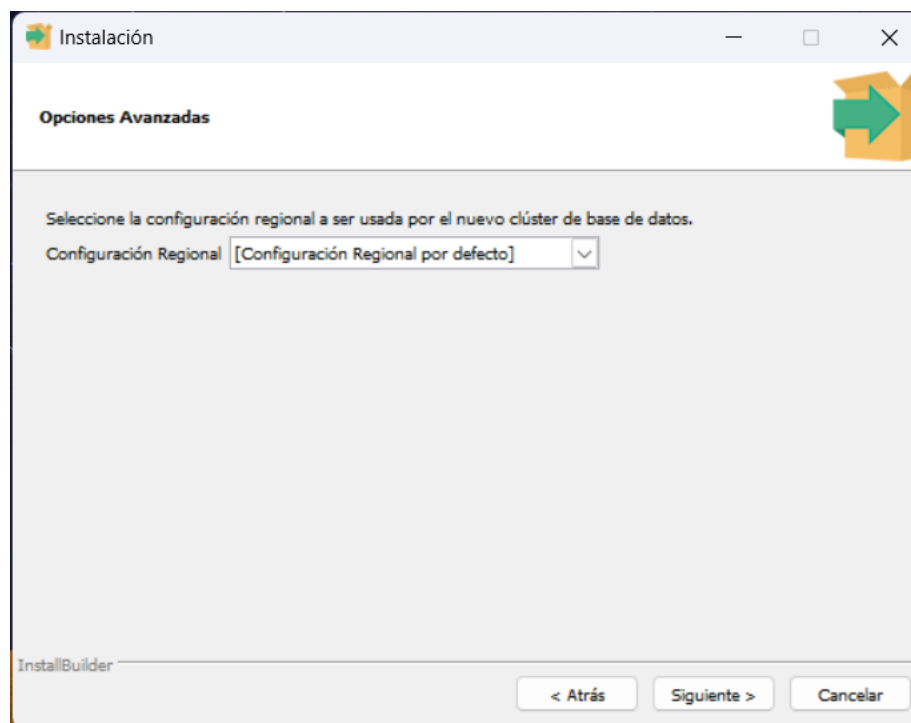 Instalación
Opciones Avanzadas
Seleccione la configuración regional a ser usada por el nuevo clúster de base de datos.
Configuración Regional [Configuración Regional por defecto]
InstallBuilder
< Atrás Siguiente > Cancelar